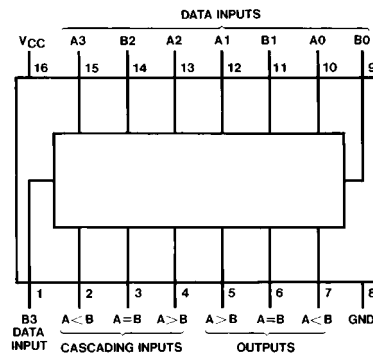 DATA INPUTS
VCC A3 B2 A2 A1 B1 A0 B0
16 15 14 13 12 11 10 9
1 2 3 4 5 6 7 8
B3 A<B A=B A>B A>B A=B A<B GND
DATA
INPUT CASCADING INPUTS OUTPUTS